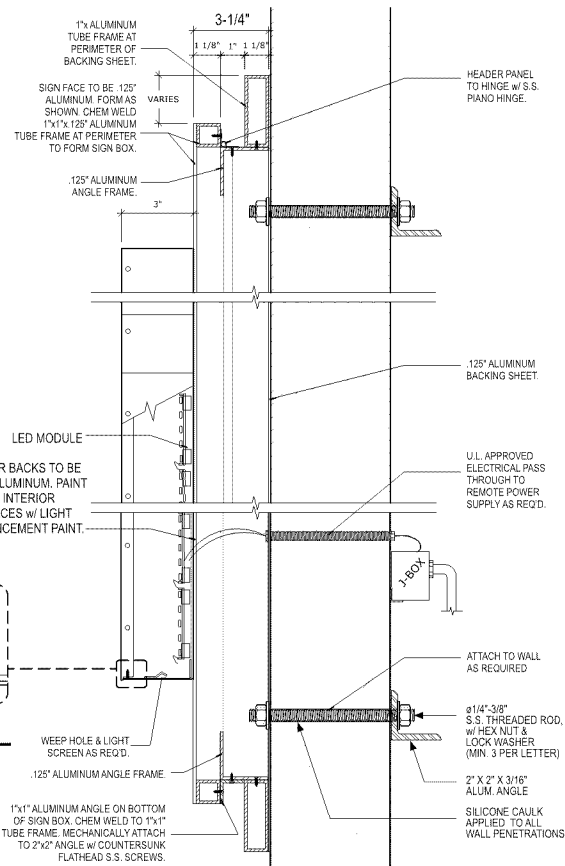 3-1/4"
1 1/8" 1" 1 1/8"
1"x ALUMINUM
TUBE FRAME AT
PERIMETER OF
BACKING SHEET.
SIGN FACE TO BE .125"
ALUMINUM. FORM AS
SHOWN. CHEM WELD
1"x1"x.125" ALUMINUM
TUBE FRAME AT PERIMETER
TO FORM SIGN BOX.
VARIES
HEADER PANEL
TO HINGE w/ S.S.
PIANO HINGE.
.125" ALUMINUM
ANGLE FRAME.
3"
.125" ALUMINUM
BACKING SHEET.
LED MODULE
R BACKS TO BE
LUMINUM. PAINT
INTERIOR
CES w/ LIGHT
NCEMENT PAINT.
U.L. APPROVED
ELECTRICAL PASS
THROUGH TO
REMOTE POWER
SUPPLY AS REQ'D.
J-BOX
ATTACH TO WALL
AS REQUIRED
ø1/4"-3/8"
S.S. THREADED ROD,
w/ HEX NUT &
LOCK WASHER
(MIN. 3 PER LETTER)
WEEP HOLE & LIGHT
SCREEN AS REQ'D.
.125" ALUMINUM ANGLE FRAME.
2" X 2" X 3/16"
ALUM. ANGLE
1"x1" ALUMINUM ANGLE ON BOTTOM
OF SIGN BOX. CHEM WELD TO 1"x1"
TUBE FRAME. MECHANICALLY ATTACH
TO 2"x2" ANGLE w/ COUNTERSUNK
FLATHEAD S.S. SCREWS.
SILICONE CAULK
APPLIED TO ALL
WALL PENETRATIONS